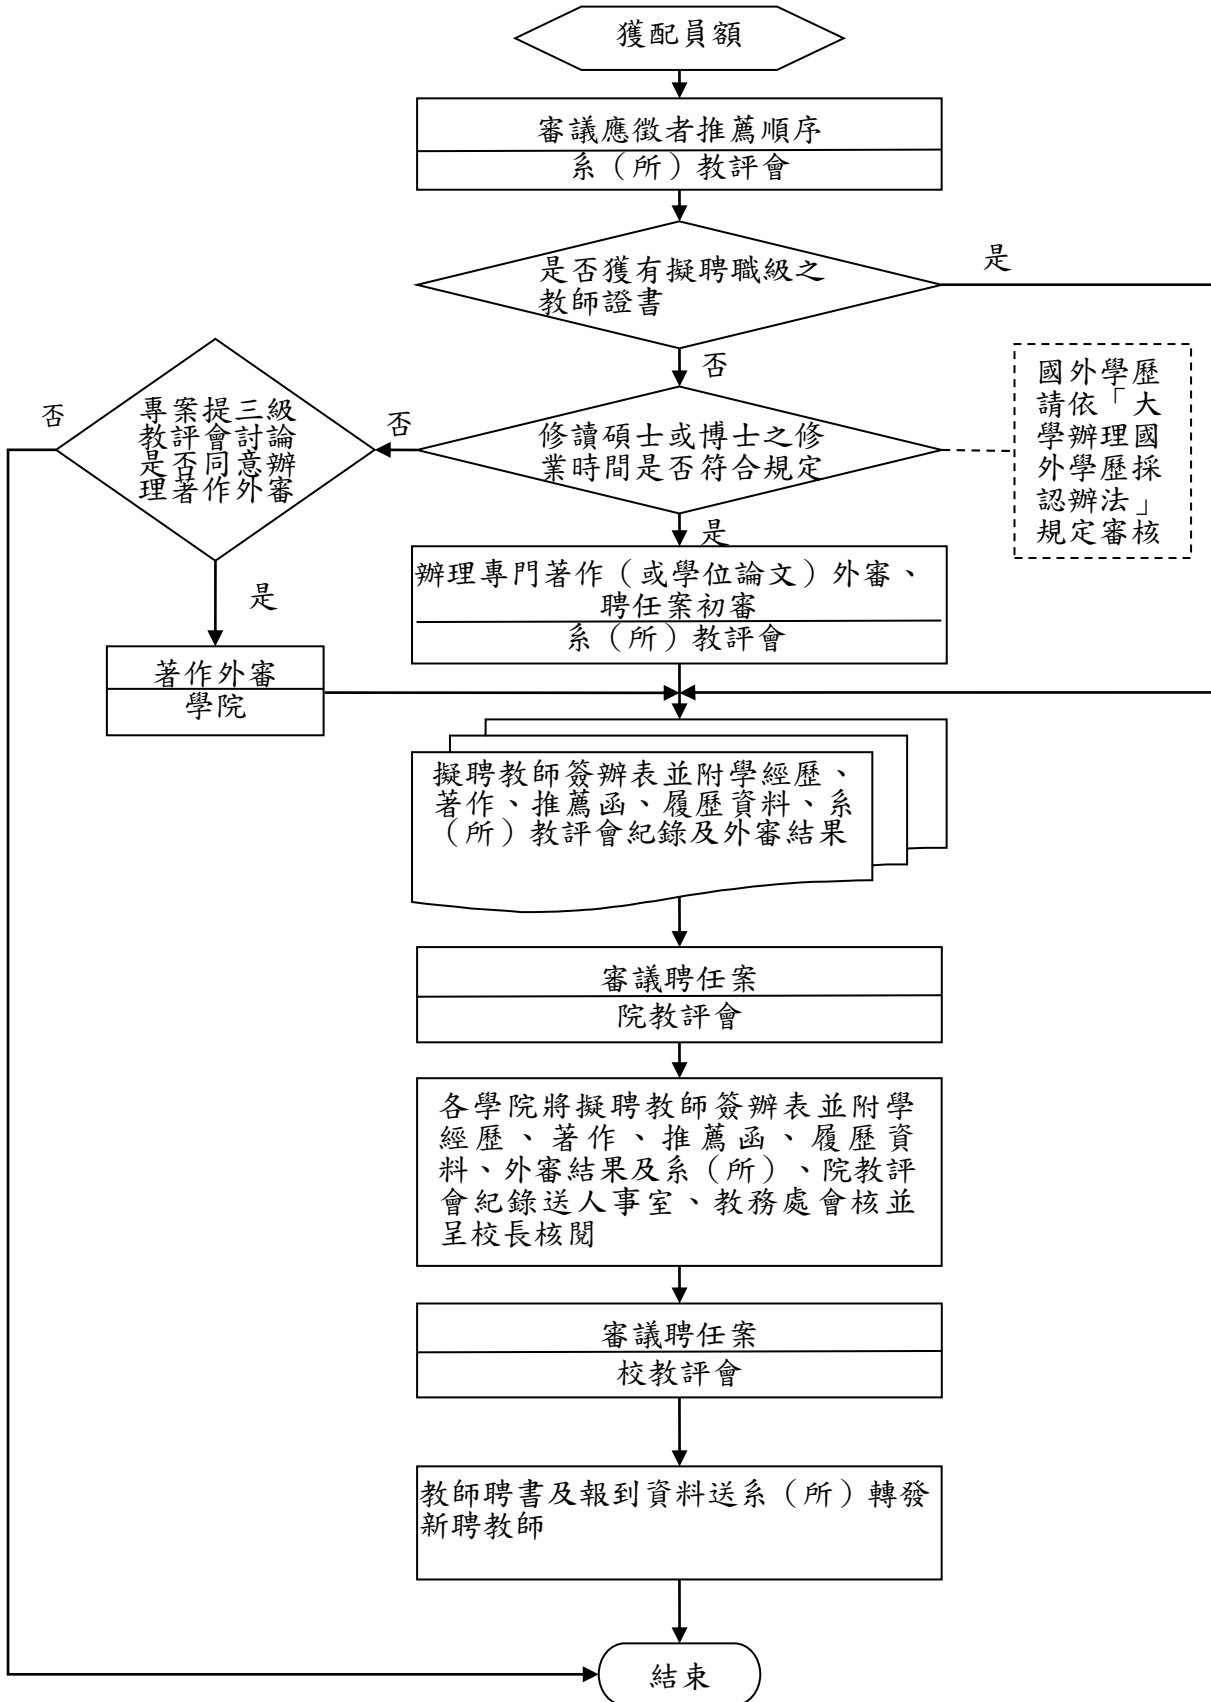 獲配員額
審議應徵者推薦順序
系（所）教評會
是否獲有擬聘職級之
教師證書
是
否
國外學歷
請依「大
學辦理國
外學歷採
認辦法」
規定審核
修讀碩士或博士之修
業時間是否符合規定
否
專案提三級
教評會討論
是否同意辦
理著作外審
否
是
是
辦理專門著作（或學位論文）外審、
聘任案初審
系（所）教評會
著作外審
學院
擬聘教師簽辦表並附學經歷、
著作、推薦函、履歷資料、系
（所）教評會紀錄及外審結果
審議聘任案
院教評會
各學院將擬聘教師簽辦表並附學
經歷、著作、推薦函、履歷資
料、外審結果及系（所）、院教評
會紀錄送人事室、教務處會核並
呈校長核閱
審議聘任案
校教評會
教師聘書及報到資料送系（所）轉發
新聘教師
結束